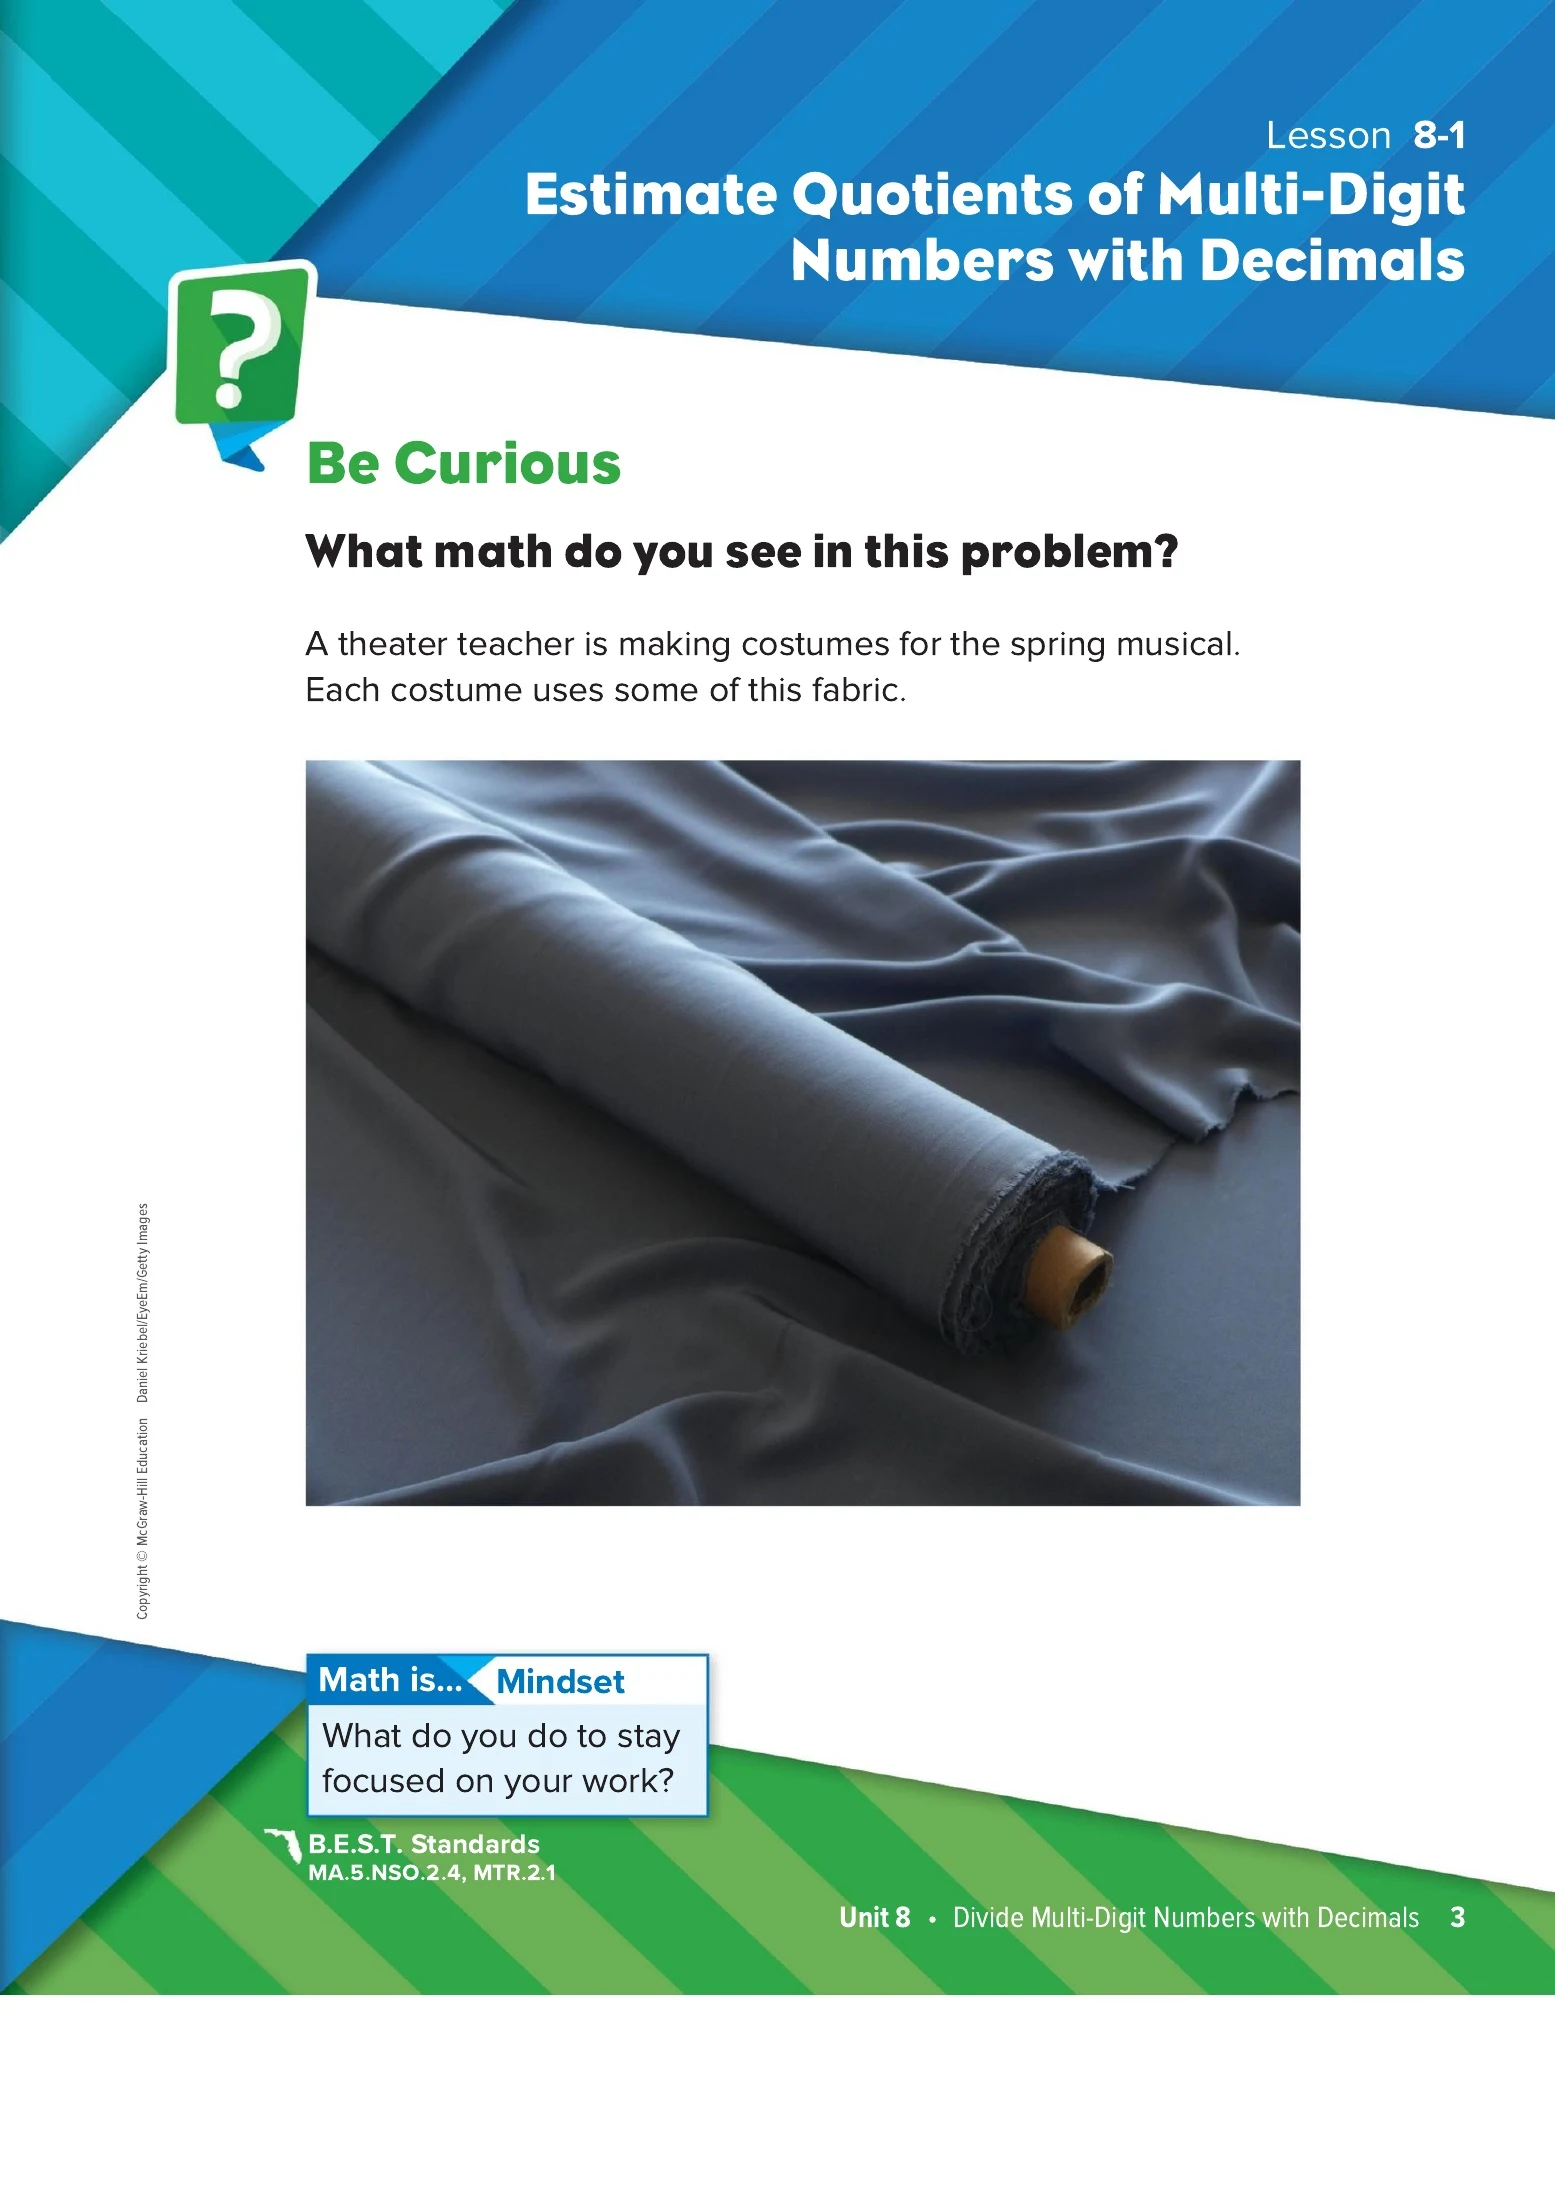 Lesson 8-1
Estimate Quotients of Multi-Digit
Numbers with Decimals
?
Be Curious
What math do you see in this problem?
A theater teacher is making costumes for the spring musical.
Each costume uses some of this fabric.
Copyright © McGraw-Hill Education Daniel Kriebel/EyeEm/Getty Images
Math is... Mindset
What do you do to stay
focused on your work?
B.E.S.T. Standards
MA.5.NSO.2.4, MTR.2.1
Unit 8 • Divide Multi-Digit Numbers with Decimals 3